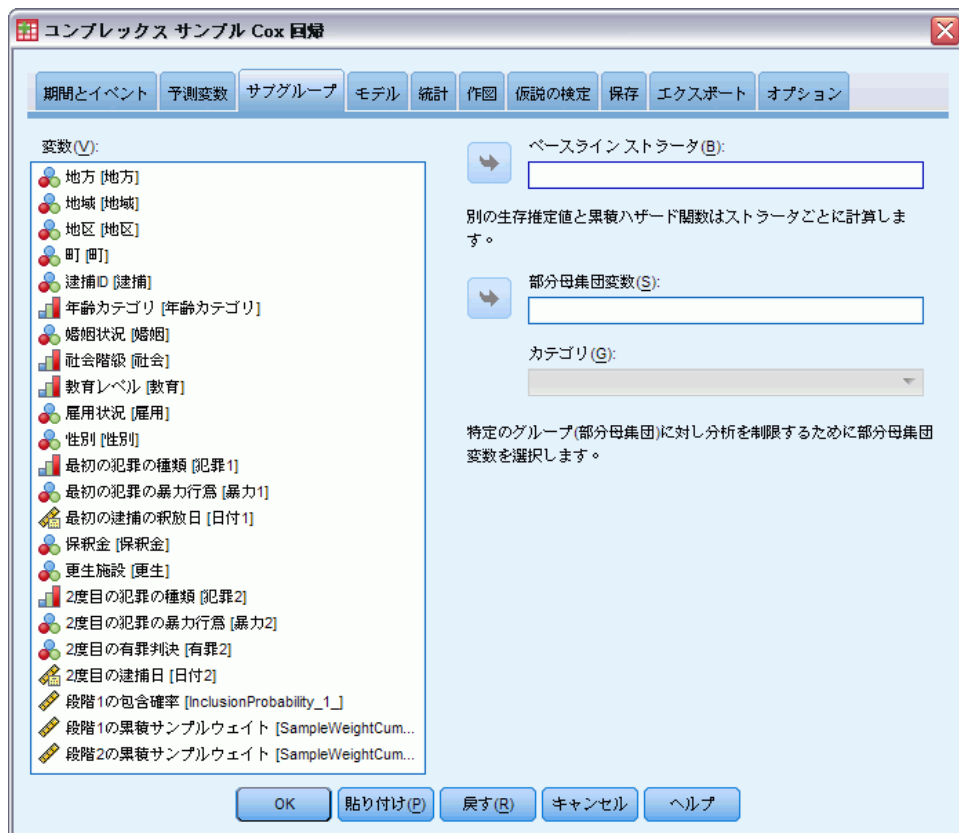 コンプレックス サンプル Cox 回帰
期間とイベント 予測変数 サブグループ モデル 統計 作図 仮説の検定 保存 エクスポート オプション
変数(V):
地方 [地方]
地域 [地域]
地区 [地区]
町 [町]
逮捕ID [逮捕]
年齢カテゴリ [年齢カテゴリ]
婚姻状況 [婚姻]
社会階級 [社会]
教育レベル [教育]
雇用状況 [雇用]
性別 [性別]
最初の犯罪の種類 [犯罪1]
最初の犯罪の暴力行為 [暴力1]
最初の逮捕の釈放日 [日付1]
保釈金 [保釈金]
更生施設 [更生]
2度目の犯罪の種類 [犯罪2]
2度目の犯罪の暴力行為 [暴力2]
2度目の有罪判決 [有罪2]
2度目の逮捕日 [日付2]
段階1の包含確率 [InclusionProbability_1_]
段階1の累積サンプルウェイト [SampleWeightCum...
段階2の累積サンプルウェイト [SampleWeightCum...
ベースライン ストラータ(B):
別の生存推定値と累積ハザード関数はストラータごとに計算しま
す。
部分母集団変数(S):
カテゴリ(G):
特定のグループ(部分母集団)に対し分析を制限するために部分母集団
変数を選択します。
OK 貼り付け(P) 戻す(R) キャンセル ヘルプ